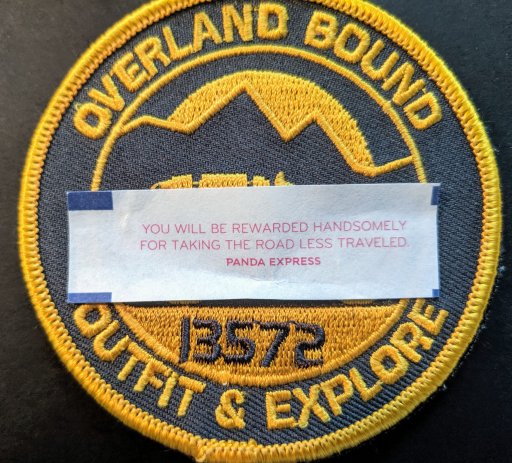 OVERLAND BOUND
YOU WILL BE REWARDED HANDSOMELY
FOR TAKING THE ROAD LESS TRAVELED.
PANDA EXPRESS
13572
OUTFIT & EXPLORE